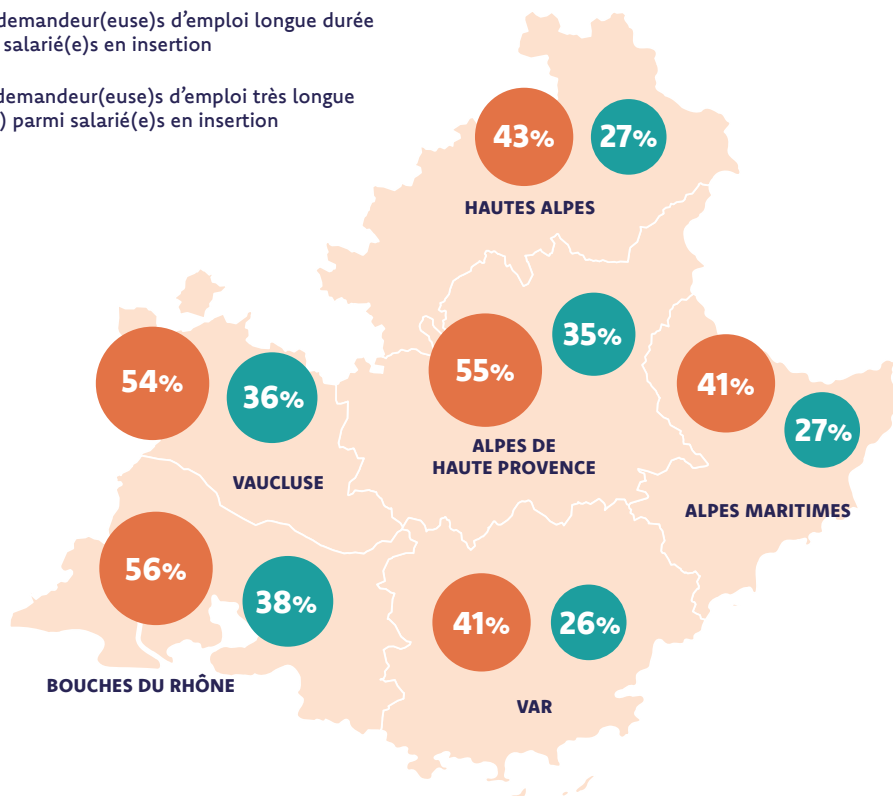 demandeur(euse)s d'emploi longue durée
salarié(e)s en insertion
demandeur(euse)s d'emploi très longue
) parmi salarié(e)s en insertion
43% 27%
HAUTES ALPES
55% 35%
ALPES DE
HAUTE PROVENCE
54% 36%
VAUCLUSE
41% 27%
ALPES MARITIMES
56% 38%
BOUCHES DU RHÔNE
41% 26%
VAR